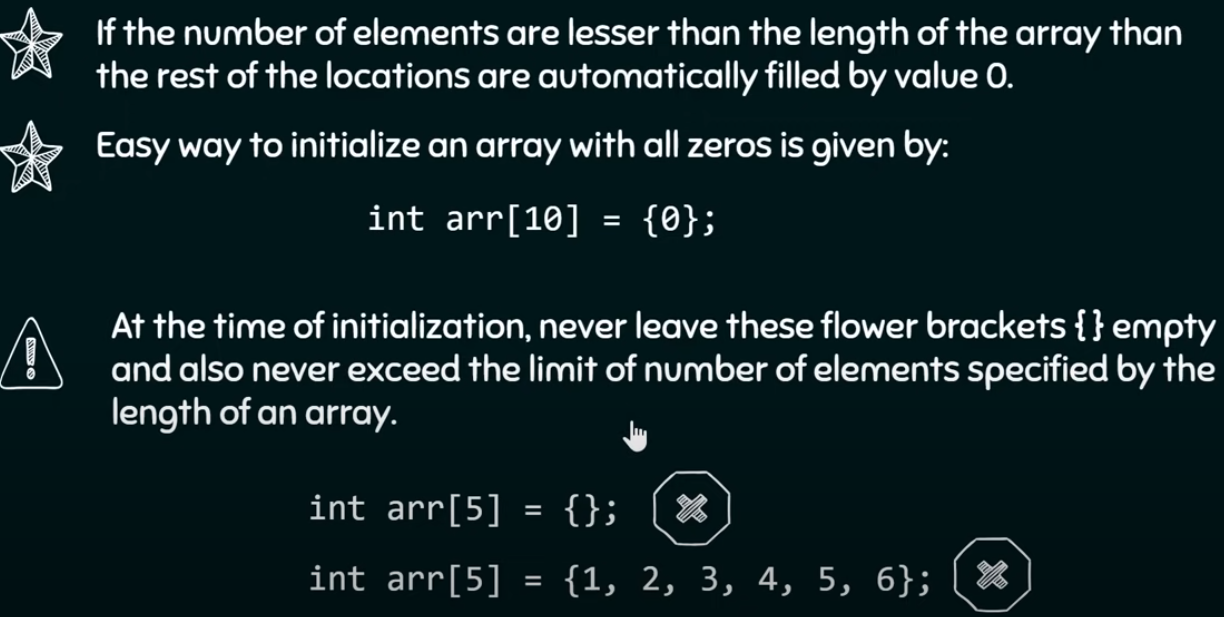 If the number of elements are lesser than the length of the array than
the rest of the locations are automatically filled by value 0.
Easy way to initialize an array with all zeros is given by:
int arr[10] = {0};
At the time of initialization, never leave these flower brackets {} empty
and also never exceed the limit of number of elements specified by the
length of an array.
int arr[5] = {};
int arr[5] = {1, 2, 3, 4, 5, 6};